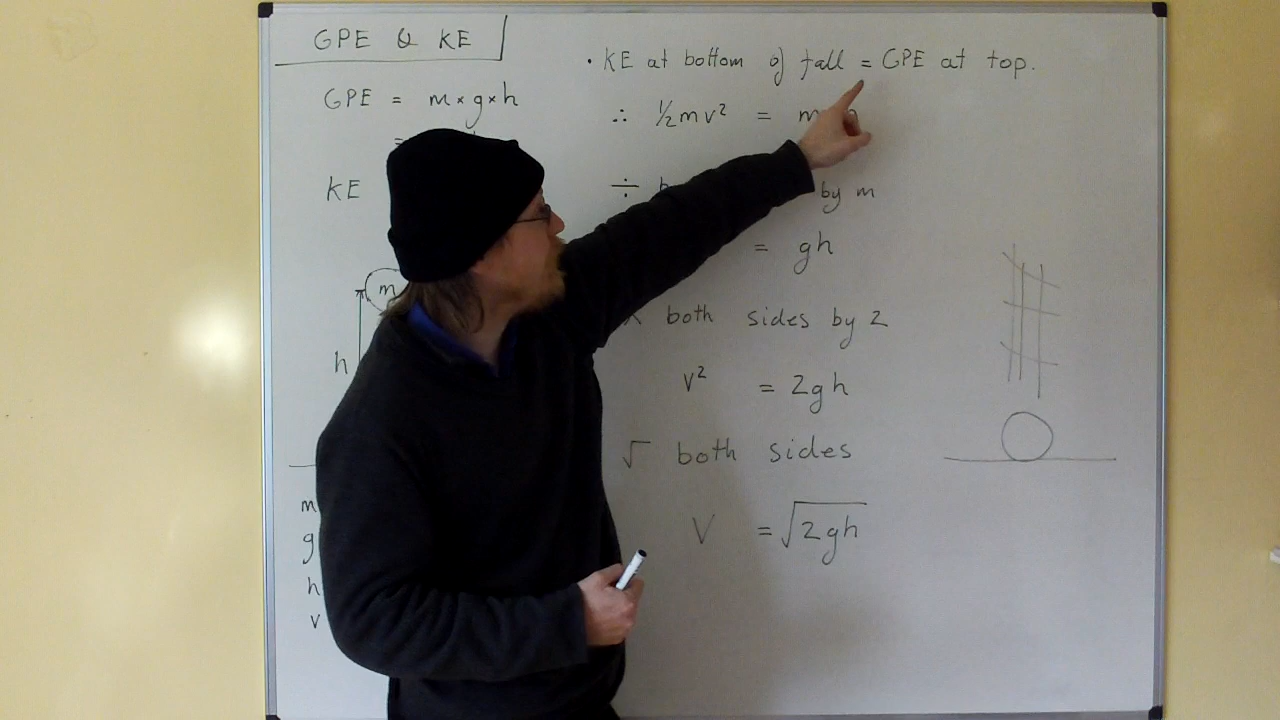 GPE & KE
GPE = m×g×h
=
KE
m
h
m
g
h
v
• KE at bottom of fall = GPE at top.
∴ ½mv² = m
÷ by m
= gh
× both sides by 2
v² = 2gh
√ both sides
V = √2gh